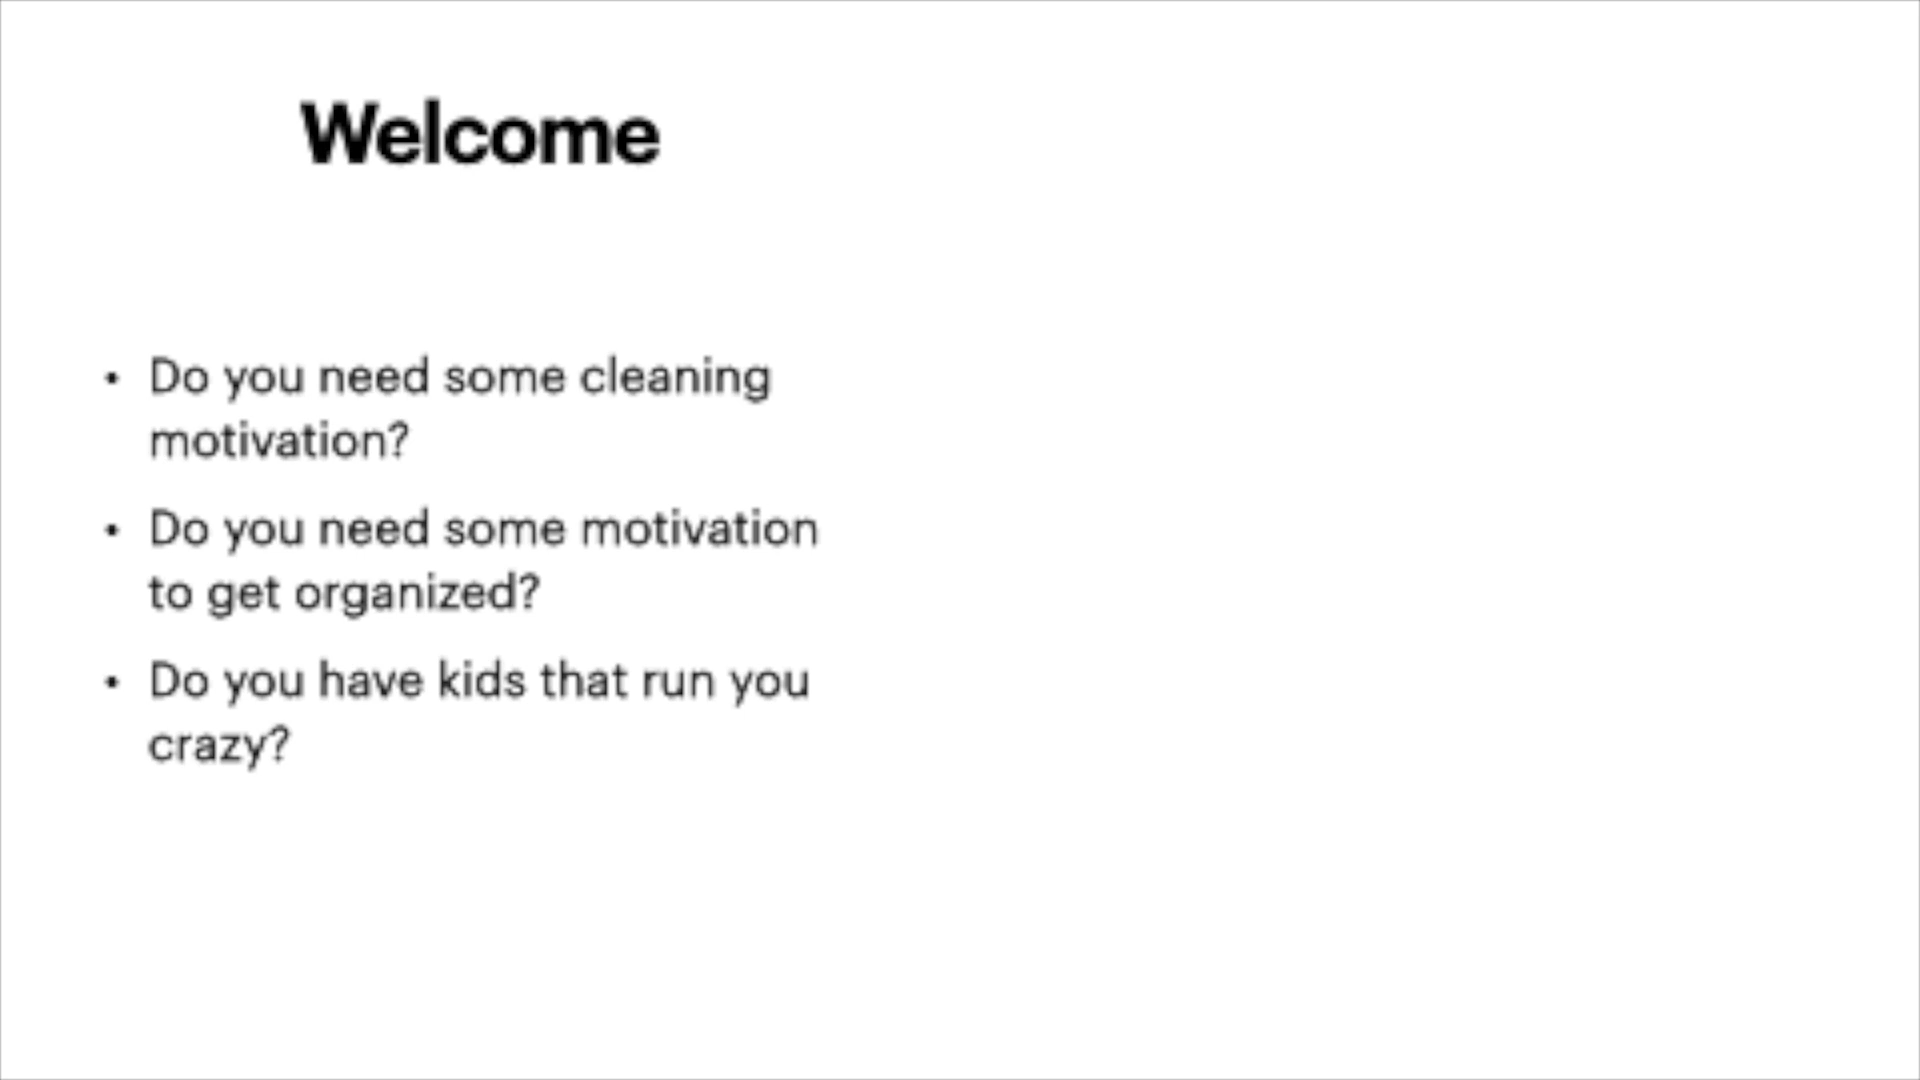 Welcome
• Do you need some cleaning
motivation?
• Do you need some motivation
to get organized?
• Do you have kids that run you
crazy?